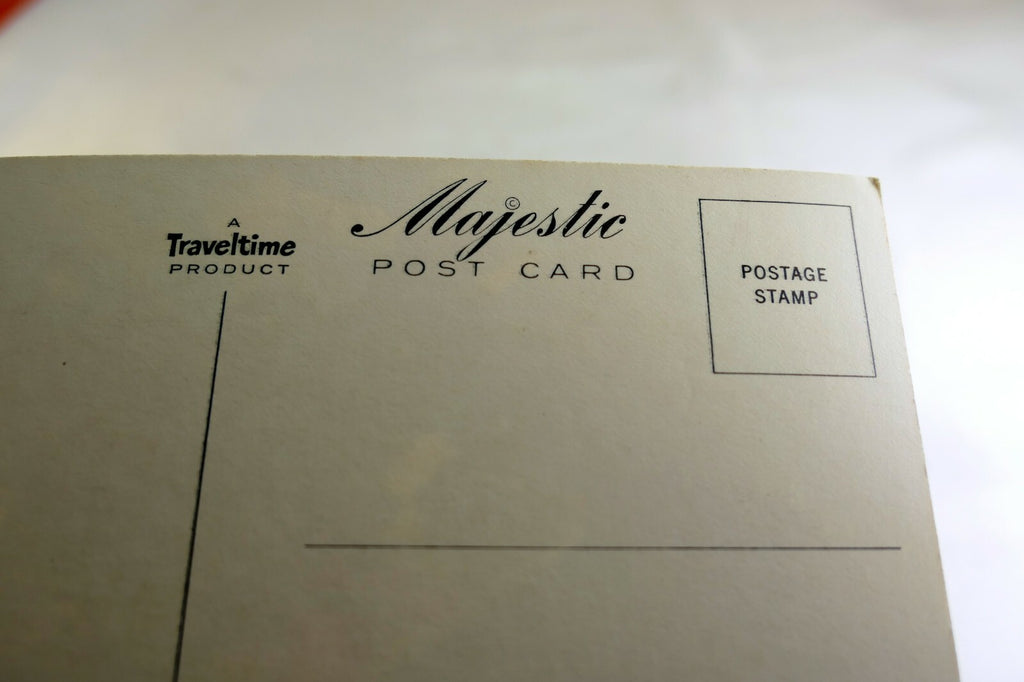 A
Traveltime
PRODUCT
Majestic ©
POST CARD
POSTAGE
STAMP